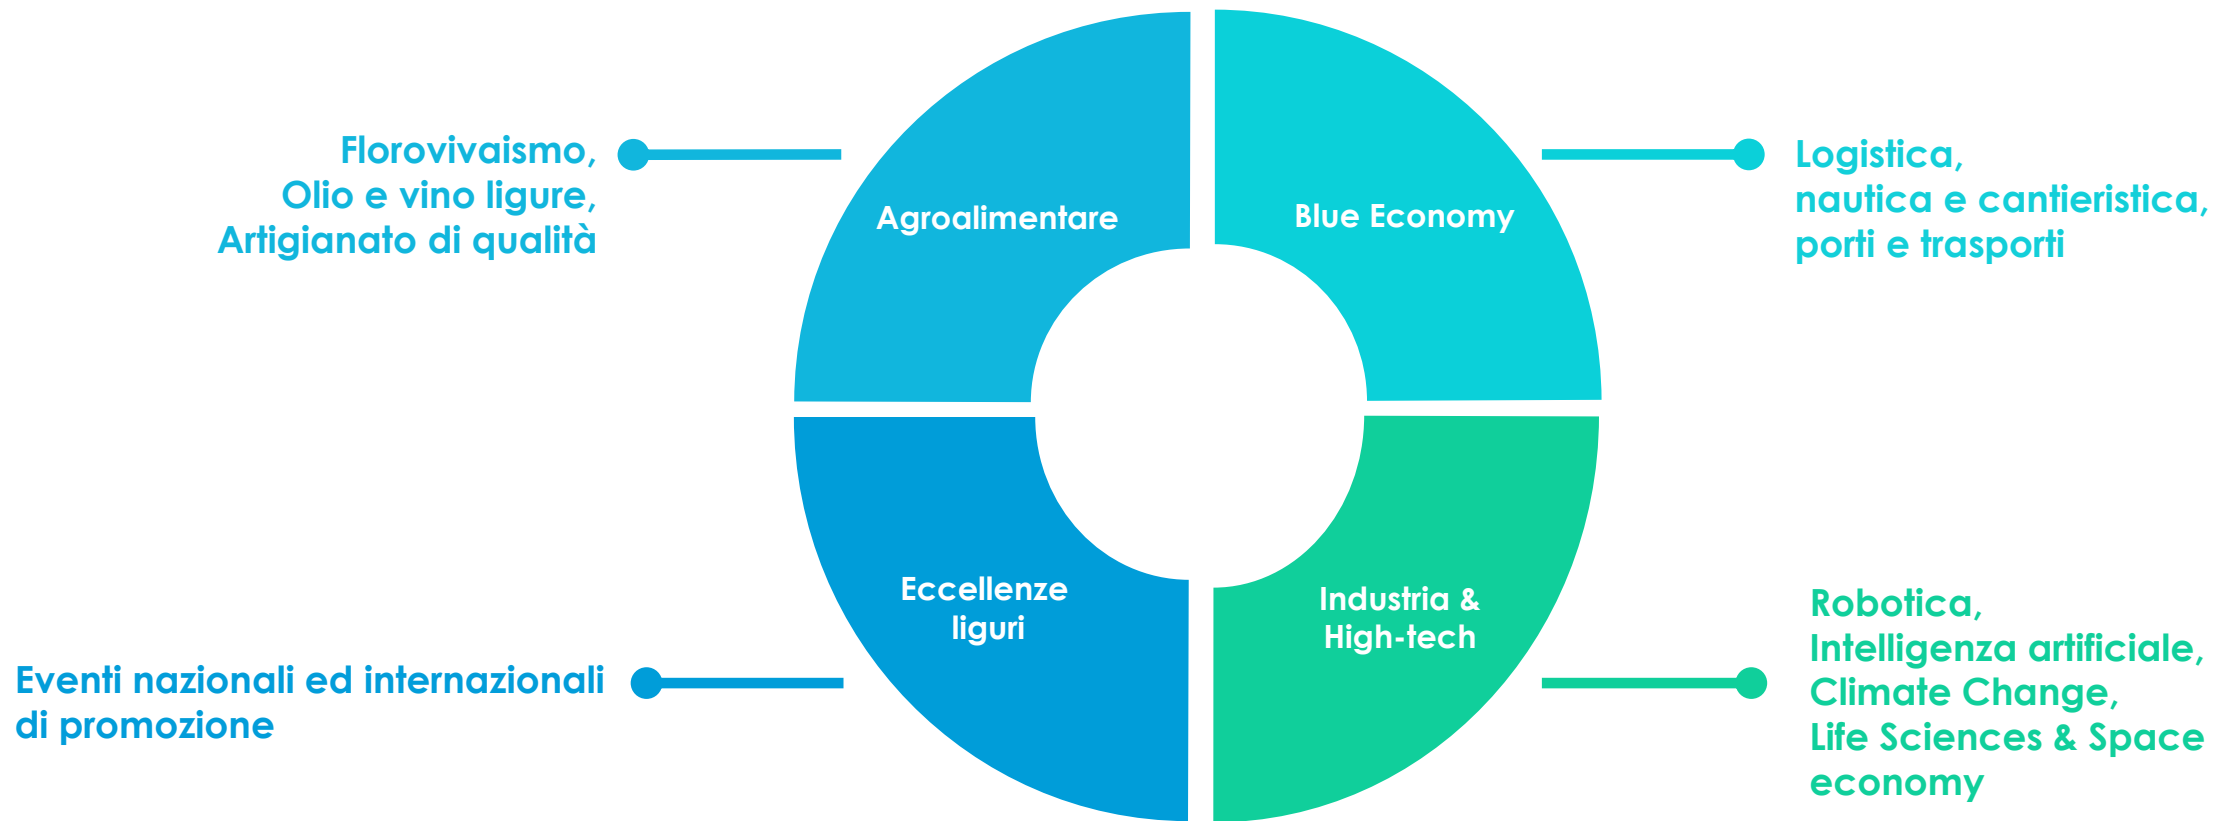 Florovivaismo,
Olio e vino ligure,
Artigianato di qualità
Agroalimentare
Blue Economy
Logistica,
nautica e cantieristica,
porti e trasporti
Eccellenze
liguri
Eventi nazionali ed internazionali
di promozione
Industria &
High-tech
Robotica,
Intelligenza artificiale,
Climate Change,
Life Sciences & Space
economy